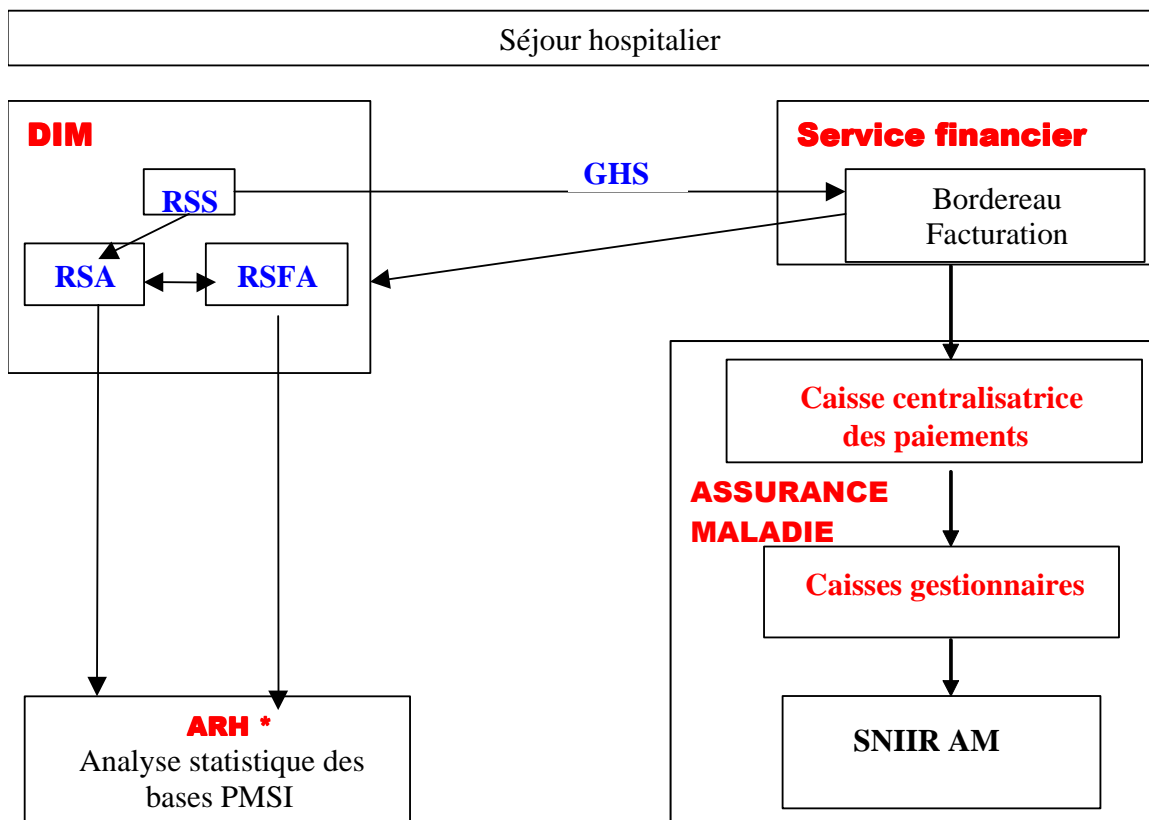 Séjour hospitalier
DIM
Service financier
GHS
RSS
Bordereau
Facturation
RSA
RSFA
Caisse centralisatrice
des paiements
ASSURANCE
MALADIE
Caisses gestionnaires
ARH *
Analyse statistique des
bases PMSI
SNIIR AM